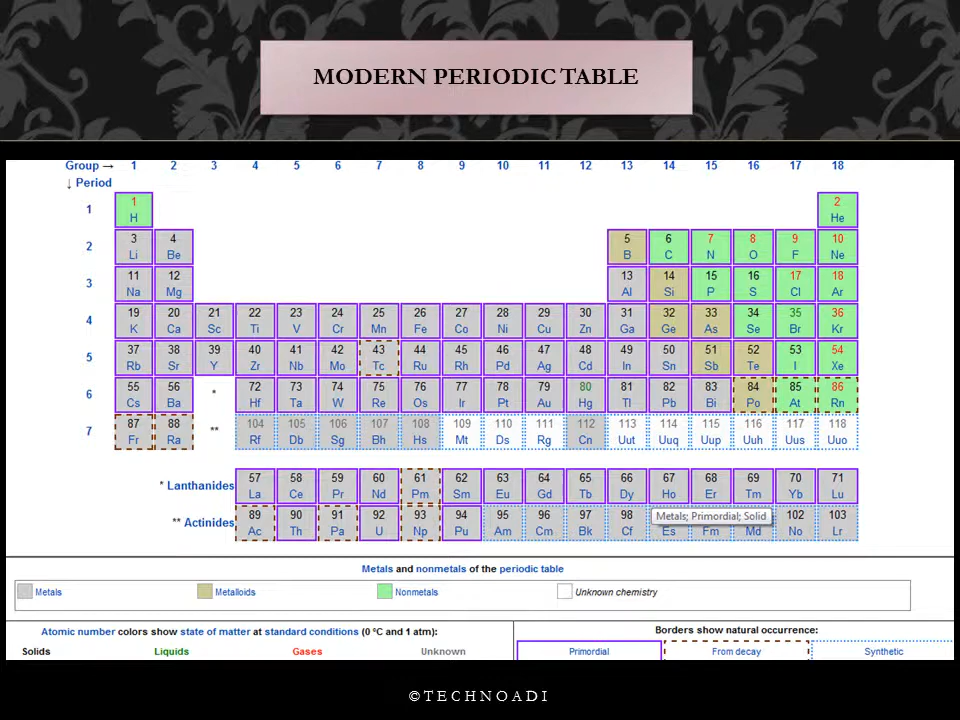 MODERN PERIODIC TABLE
Group → 1 2 3 4 5 6 7 8 9 10 11 12 13 14 15 16 17 18
↓ Period
1 2
1 H He
3 4 5 6 7 8 9 10
2 Li Be B C N O F Ne
11 12 13 14 15 16 17 18
3 Na Mg Al Si P S Cl Ar
19 20 21 22 23 24 25 26 27 28 29 30 31 32 33 34 35 36
4 K Ca Sc Ti V Cr Mn Fe Co Ni Cu Zn Ga Ge As Se Br Kr
37 38 39 40 41 42 43 44 45 46 47 48 49 50 51 52 53 54
5 Rb Sr Y Zr Nb Mo Tc Ru Rh Pd Ag Cd In Sn Sb Te I Xe
55 56 72 73 74 75 76 77 78 79 80 81 82 83 84 85 86
6 Cs Ba * Hf Ta W Re Os Ir Pt Au Hg Tl Pb Bi Po At Rn
87 88 104 105 106 107 108 109 110 111 112 113 114 115 116 117 118
7 Fr Ra ** Rf Db Sg Bh Hs Mt Ds Rg Cn Uut Uuq Uup Uuh Uus Uuo
57 58 59 60 61 62 63 64 65 66 67 68 69 70 71
* Lanthanides La Ce Pr Nd Pm Sm Eu Gd Tb Dy Ho Er Tm Yb Lu
89 90 91 92 93 94 95 96 97 98 102 103
** Actinides Ac Th Pa U Np Pu Am Cm Bk Cf Es Fm Md No Lr
Metals; Primordial; Solid
Metals and nonmetals of the periodic table
Metals Metalloids Nonmetals Unknown chemistry
Atomic number colors show state of matter at standard conditions (0 ºC and 1 atm):
Solids Liquids Gases Unknown
Borders show natural occurrence:
Primordial From decay Synthetic
©TECHNOADI